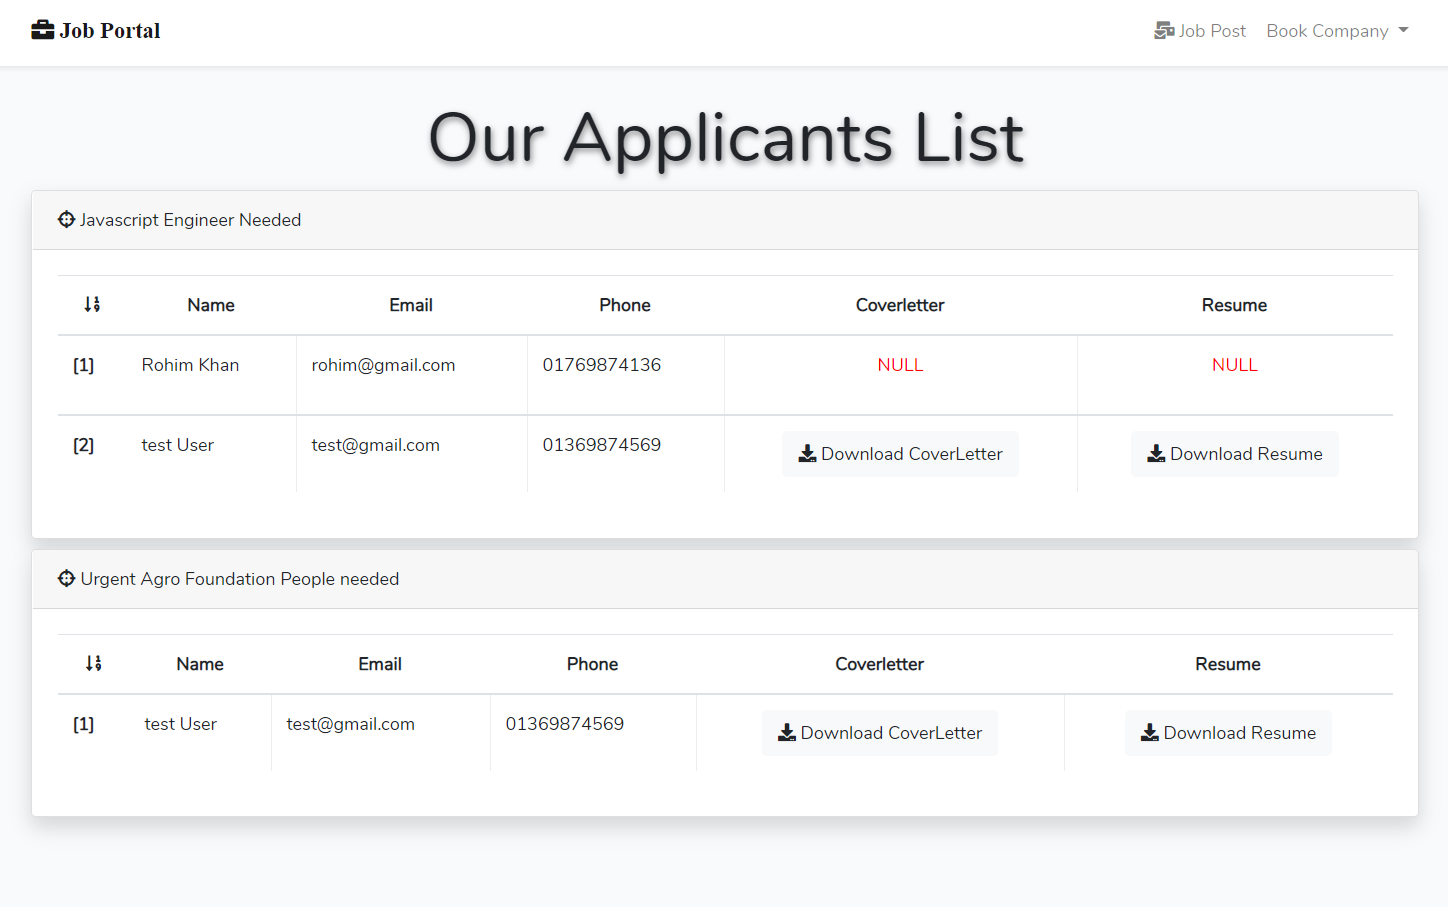 Job Portal
Job Post Book Company
Our Applicants List
Javascript Engineer Needed
Name Email Phone Coverletter Resume
[1] Rohim Khan rohim@gmail.com 01769874136 NULL NULL
[2] test User test@gmail.com 01369874569 Download CoverLetter Download Resume
Urgent Agro Foundation People needed
Name Email Phone Coverletter Resume
[1] test User test@gmail.com 01369874569 Download CoverLetter Download Resume